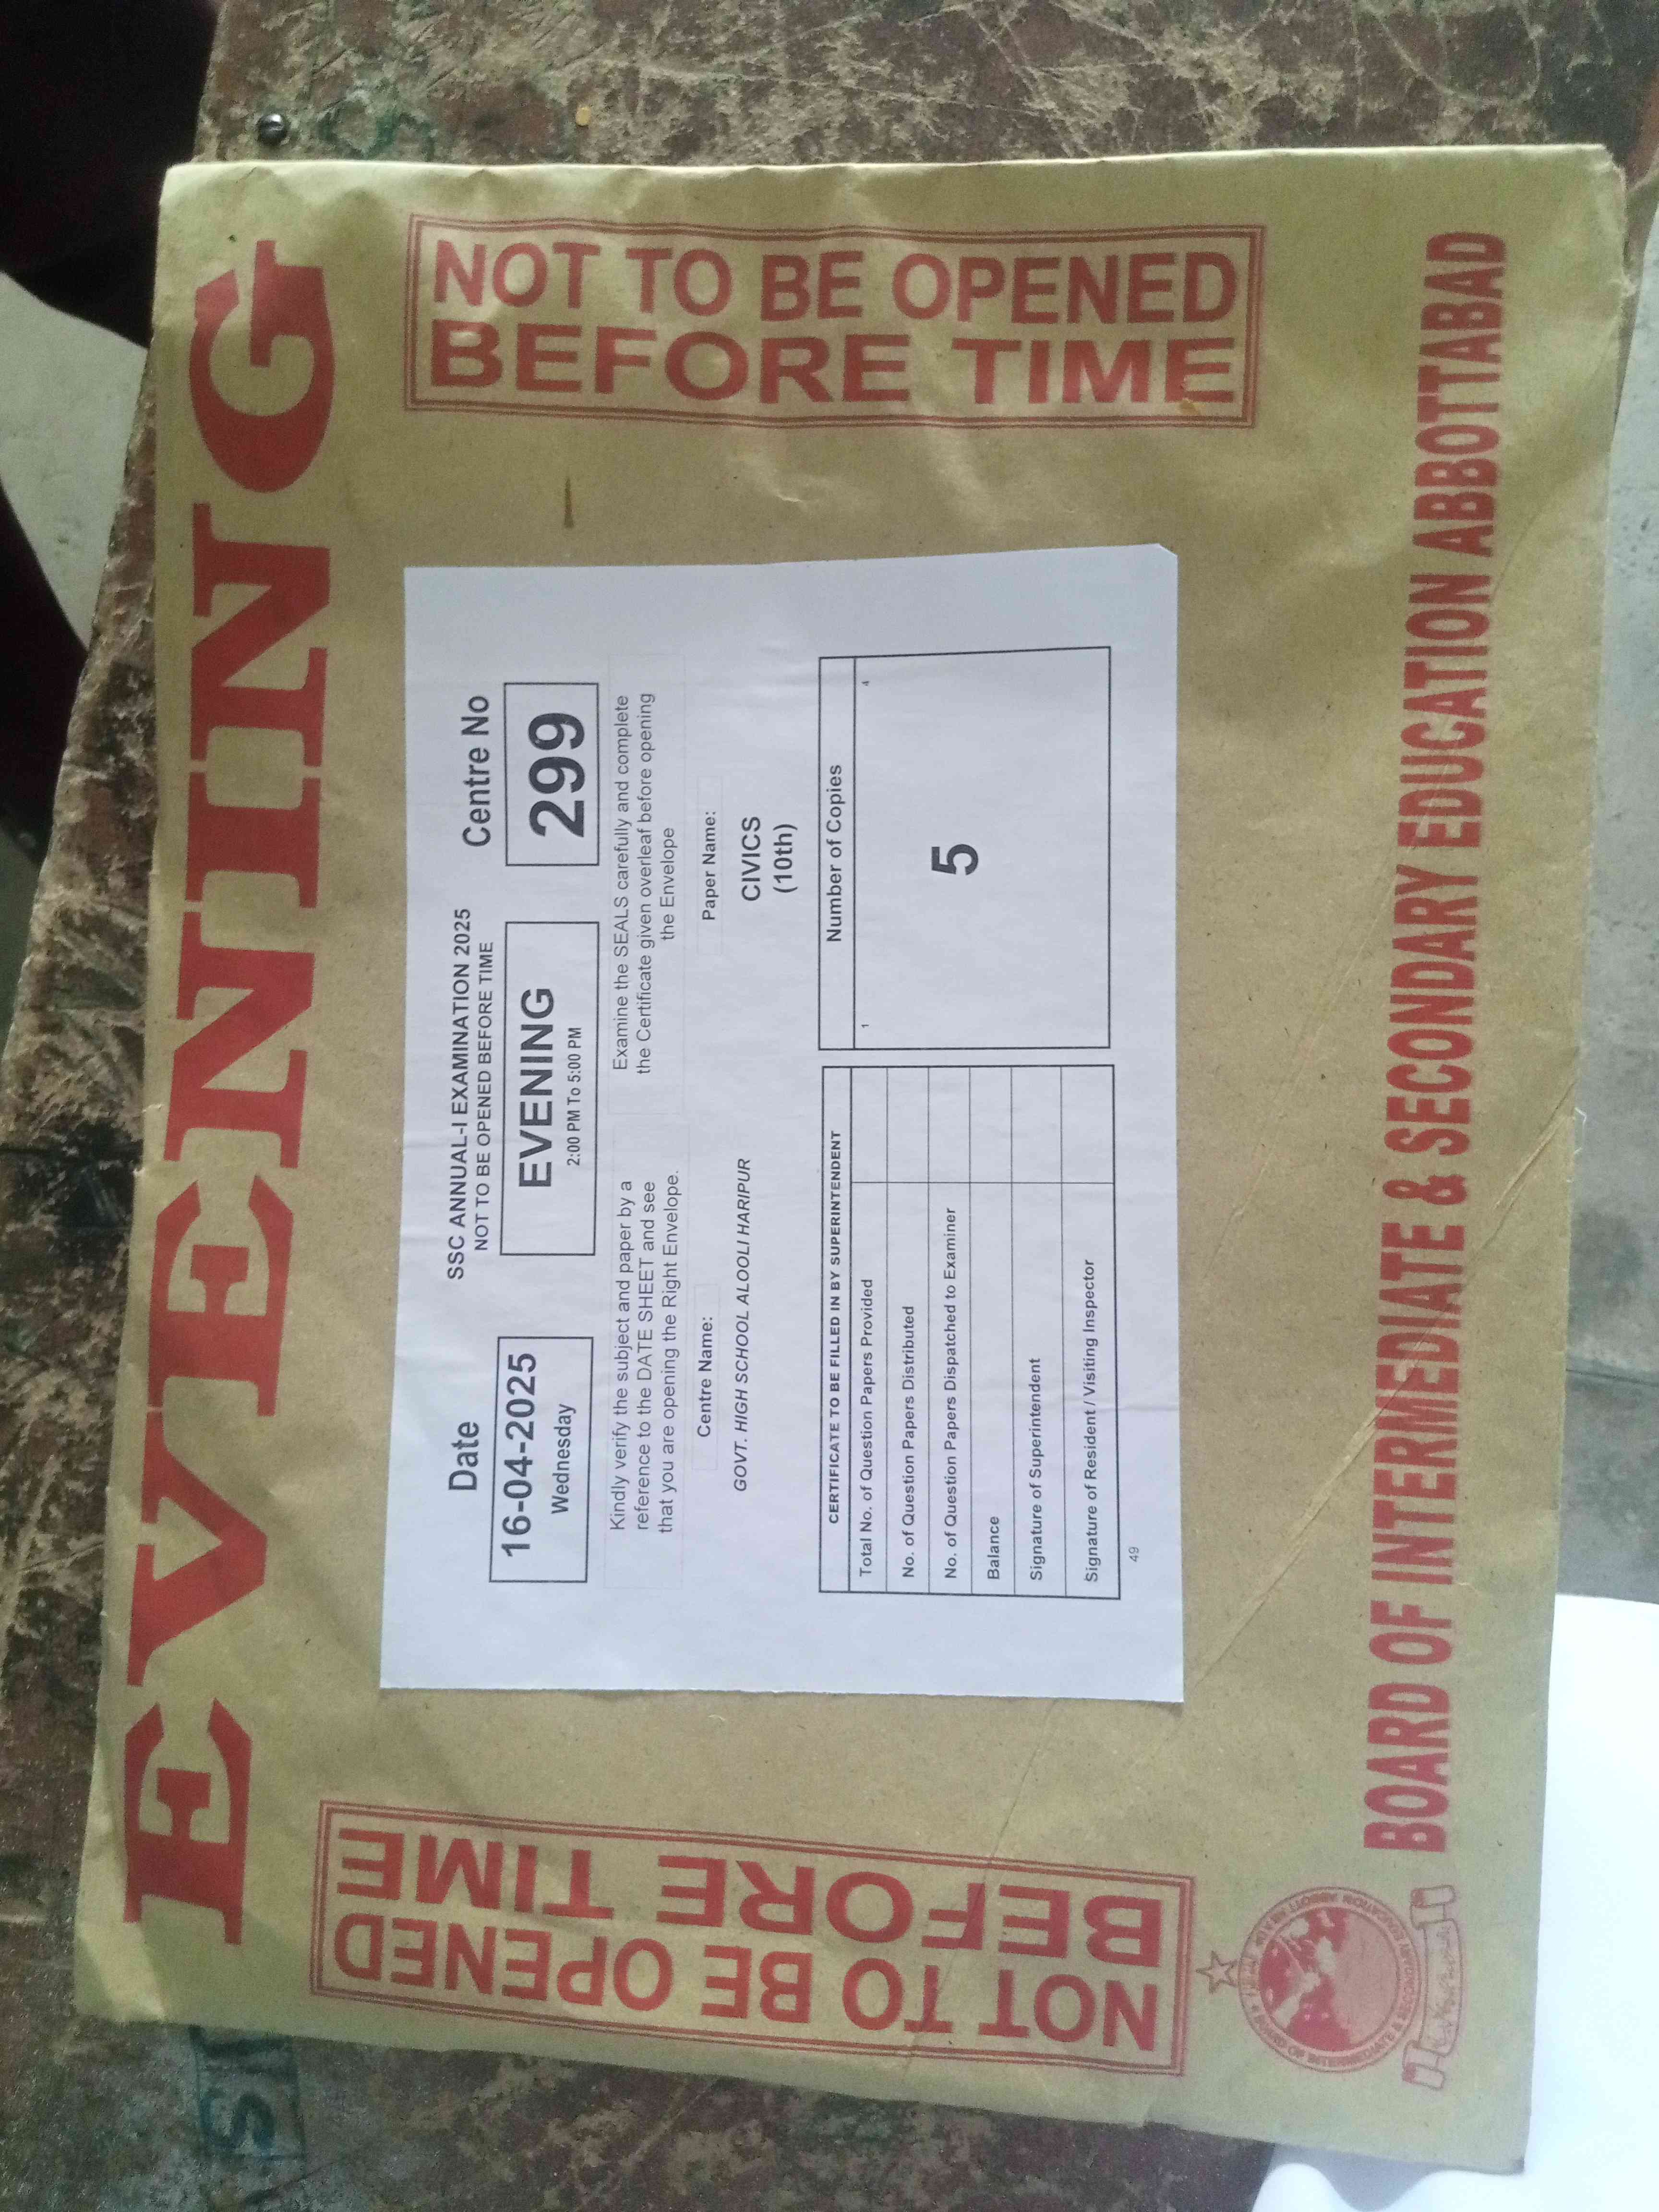 EVENING
NOT TO BE OPENED
BEFORE TIME
SSC ANNUAL-I EXAMINATION 2025
NOT TO BE OPENED BEFORE TIME
Date
16-04-2025
Wednesday
EVENING
2:00 PM To 5:00 PM
Centre No
299
Kindly verify the subject and paper by a
reference to the DATE SHEET and see
that you are opening the Right Envelope.
Examine the SEALS carefully and complete
the Certificate given overleaf before opening
the Envelope
Centre Name:
GOVT. HIGH SCHOOL ALOOLI HARIPUR
Paper Name:
CIVICS
(10th)
CERTIFICATE TO BE FILLED IN BY SUPERINTENDENT
Total No. of Question Papers Provided
No. of Question Papers Distributed
No. of Question Papers Dispatched to Examiner
Balance
Signature of Superintendent
Signature of Resident / Visiting Inspector
Number of Copies
1
4
5
49
NOT TO BE OPENED
BEFORE TIME
BOARD OF INTERMEDIATE & SECONDARY EDUCATION ABBOTTABAD